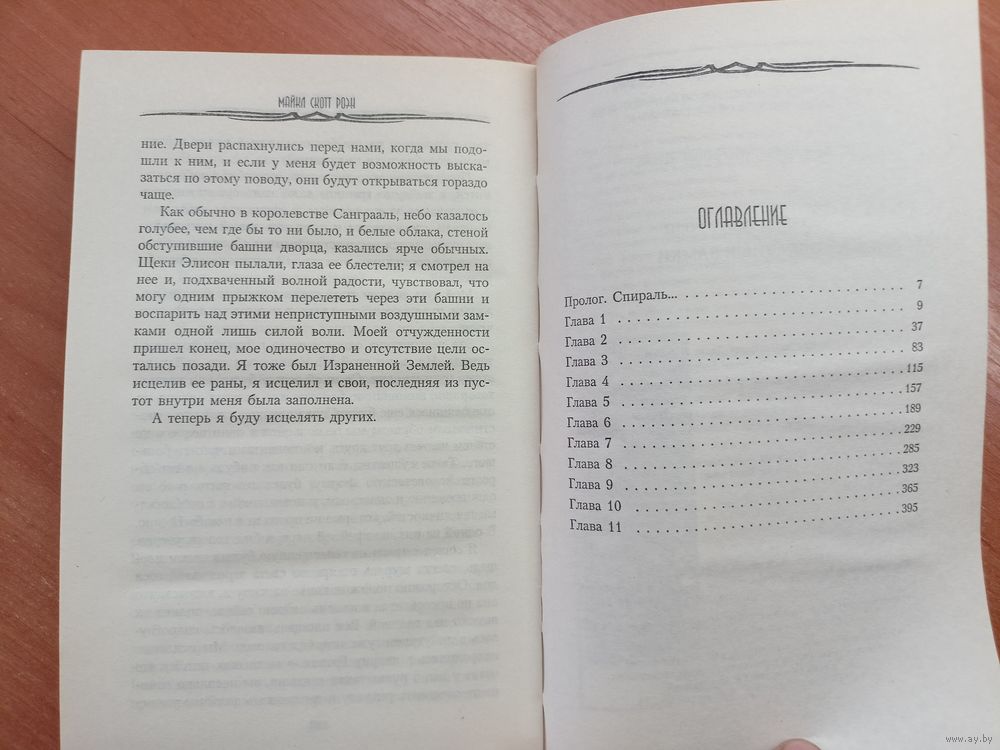 МАЙКЛ СКОТТ РОЭН
ние. Двери распахнулись перед нами, когда мы подо-
шли к ним, и если у меня будет возможность выска-
заться по этому поводу, они будут открываться гораздо
чаще.
Как обычно в королевстве Санграаль, небо казалось
голубее, чем где бы то ни было, и белые облака, стеной
обступившие башни дворца, казались ярче обычных.
Щеки Элисон пылали, глаза ее блестели; я смотрел на
нее и, подхваченный волной радости, чувствовал, что
могу одним прыжком перелететь через эти башни и
воспарить над этими неприступными воздушными зам-
ками одной лишь силой воли. Моей отчужденности
пришел конец, мое одиночество и отсутствие цели ос-
тались позади. Я тоже был Израненной Землей. Ведь
исцелив ее раны, я исцелил и свои, последняя из пус-
тот внутри меня была заполнена.
А теперь я буду исцелять других.
ОГЛАВЛЕНИЕ
Пролог. Спираль... 7
Глава 1 9
Глава 2 37
Глава 3 83
Глава 4 115
Глава 5 157
Глава 6 189
Глава 7 229
Глава 8 285
Глава 9 323
Глава 10 365
Глава 11 395
www.ay.by